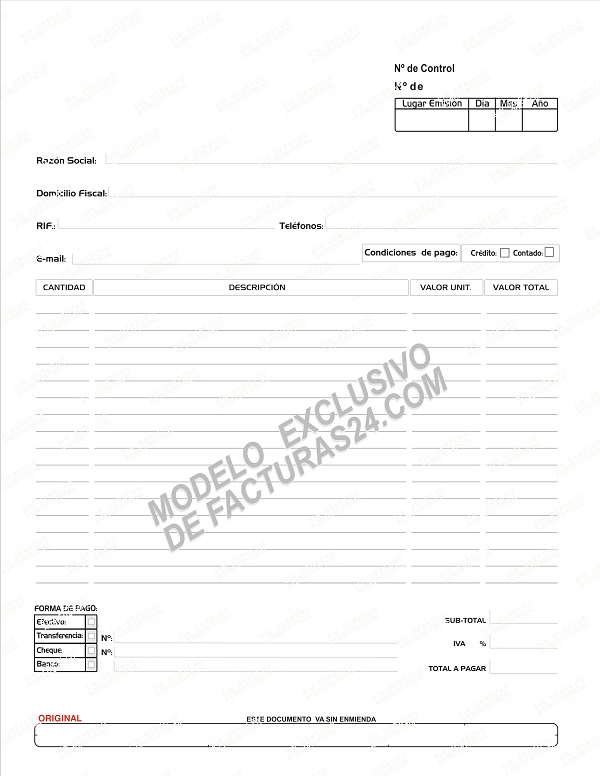 Nº de Control
Nº de
Lugar Emisión Dia Mes Año
Razón Social:
Domicilio Fiscal:
RIF.: Teléfonos:
E-mail: Condiciones de pago: Crédito: Contado:
CANTIDAD DESCRIPCIÓN VALOR UNIT. VALOR TOTAL
MODELO EXCLUSIVO
DE FACTURAS24.COM
FORMA DE PAGO:
Efectivo: SUB-TOTAL
Transferencia: Nº:
Cheque: Nº: IVA %
Banco: TOTAL A PAGAR
ORIGINAL ESTE DOCUMENTO VA SIN ENMIENDA